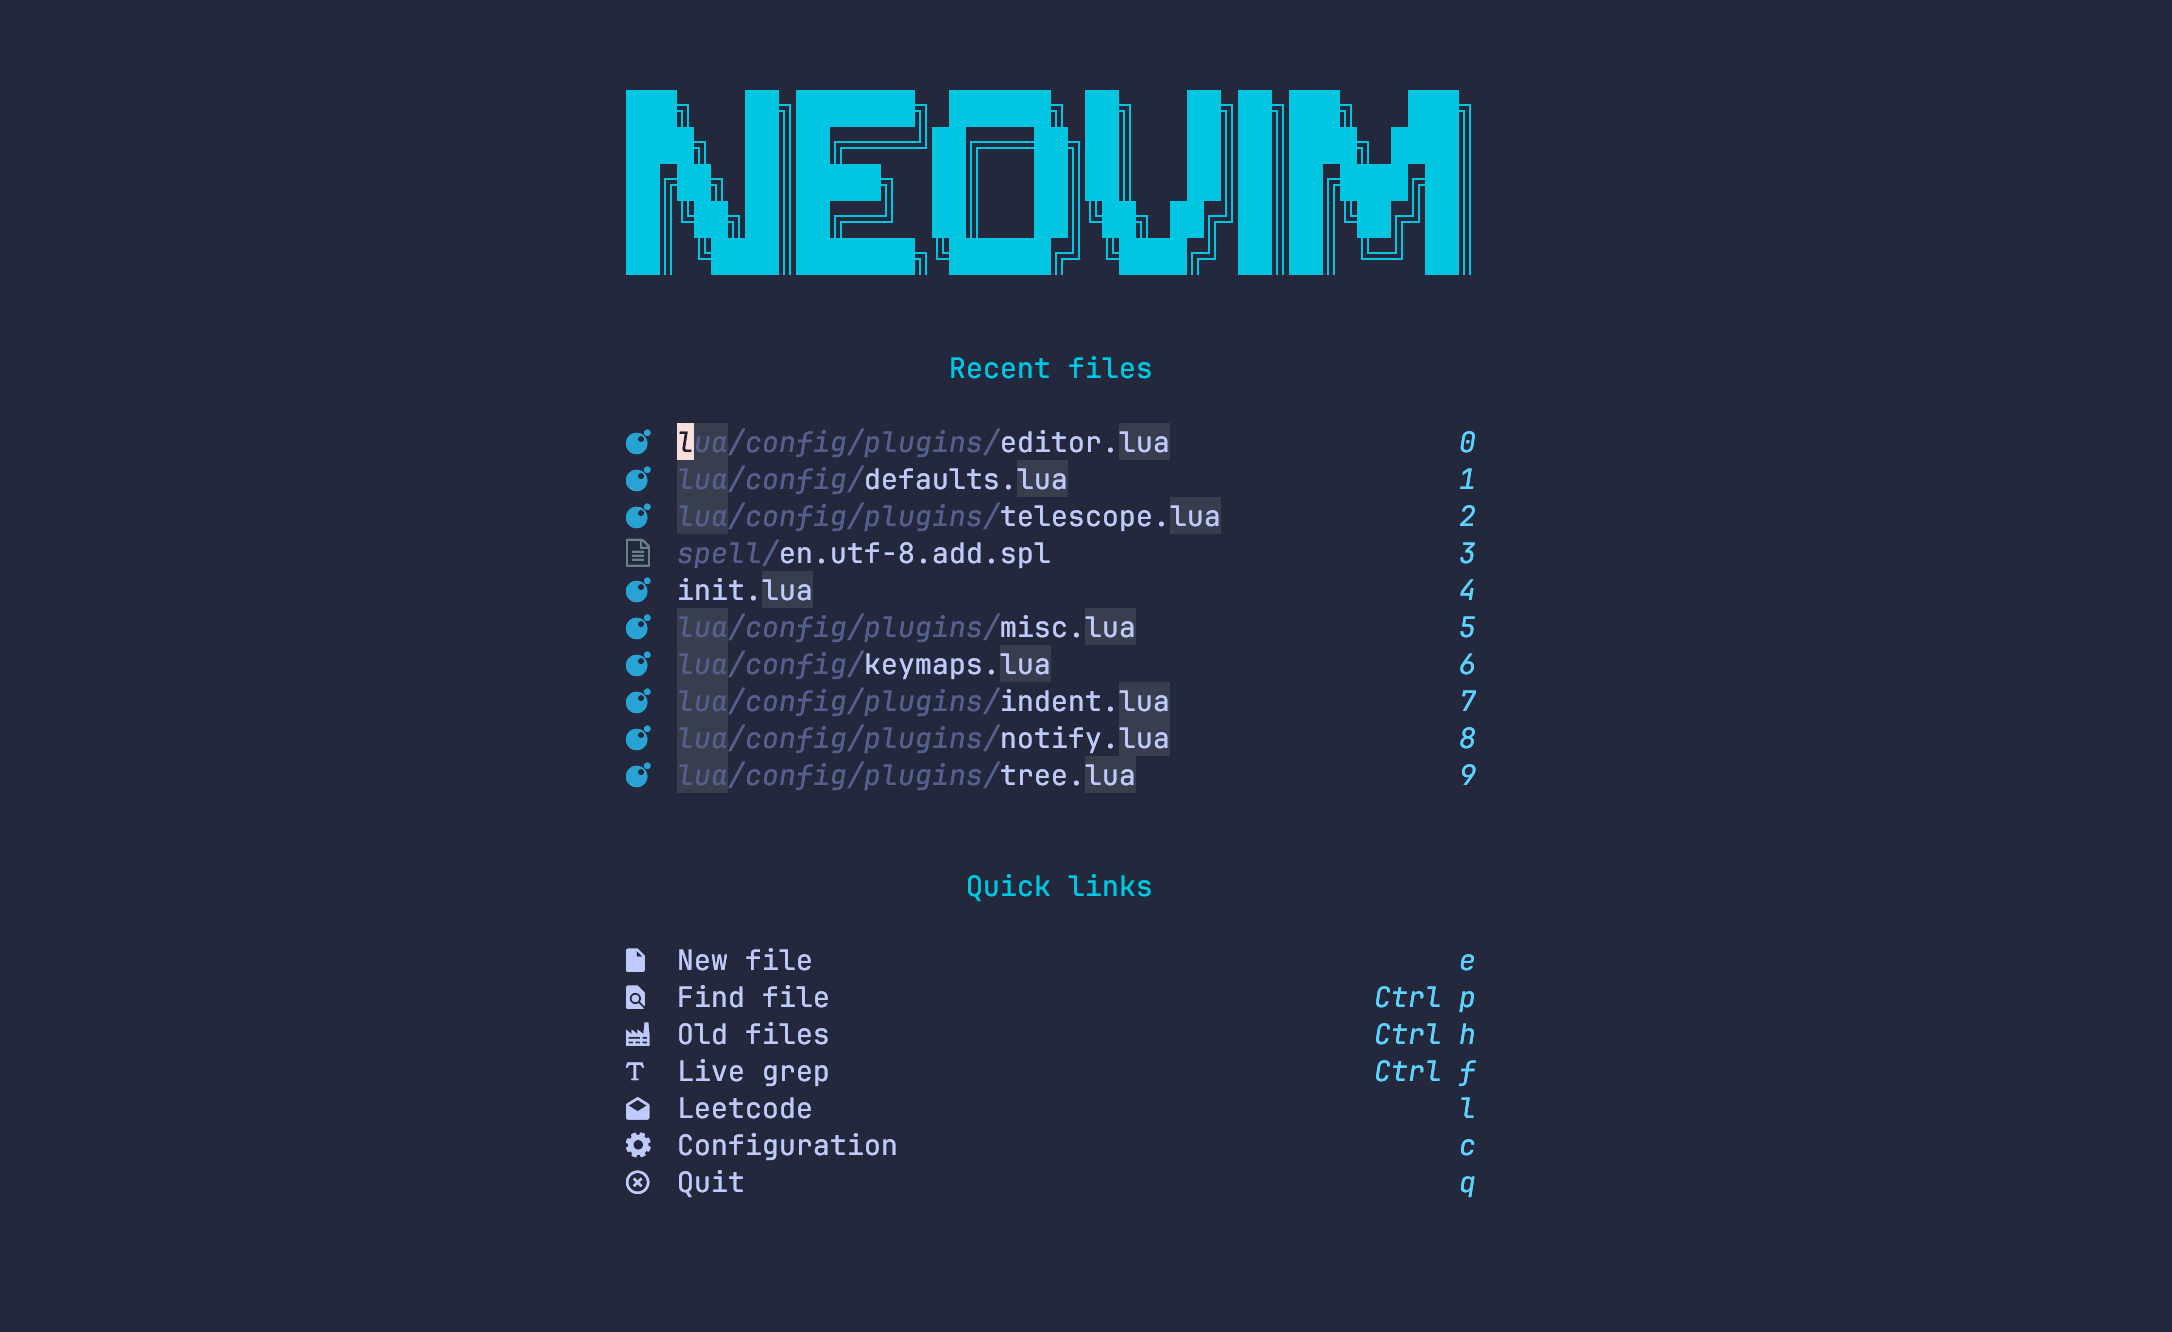 NEOVIM
Recent files
lua/config/plugins/editor.lua 0
lua/config/defaults.lua 1
lua/config/plugins/telescope.lua 2
spell/en.utf-8.add.spl 3
init.lua 4
lua/config/plugins/misc.lua 5
lua/config/keymaps.lua 6
lua/config/plugins/indent.lua 7
lua/config/plugins/notify.lua 8
lua/config/plugins/tree.lua 9
Quick links
New file e
Find file Ctrl p
Old files Ctrl h
Live grep Ctrl f
Leetcode l
Configuration c
Quit q